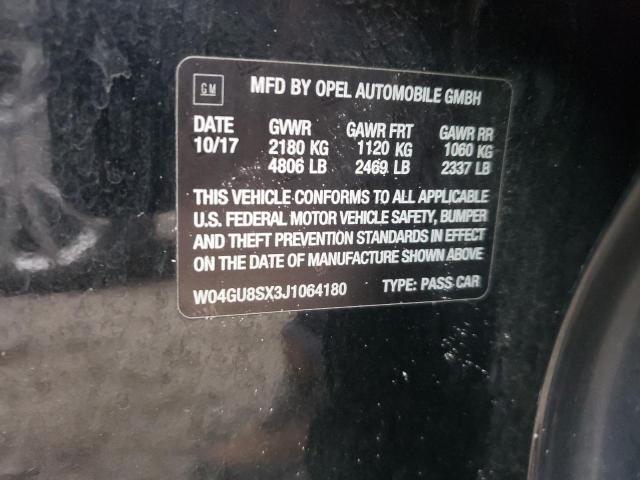 GM
MFD BY OPEL AUTOMOBILE GMBH
DATE GVWR GAWR FRT GAWR RR
10/17 2180 KG 1120 KG 1060 KG
4806 LB 2469 LB 2337 LB
THIS VEHICLE CONFORMS TO ALL APPLICABLE
U.S. FEDERAL MOTOR VEHICLE SAFETY, BUMPER
AND THEFT PREVENTION STANDARDS IN EFFECT
ON THE DATE OF MANUFACTURE SHOWN ABOVE
W04GU8SX3J1064180 TYPE: PASS CAR